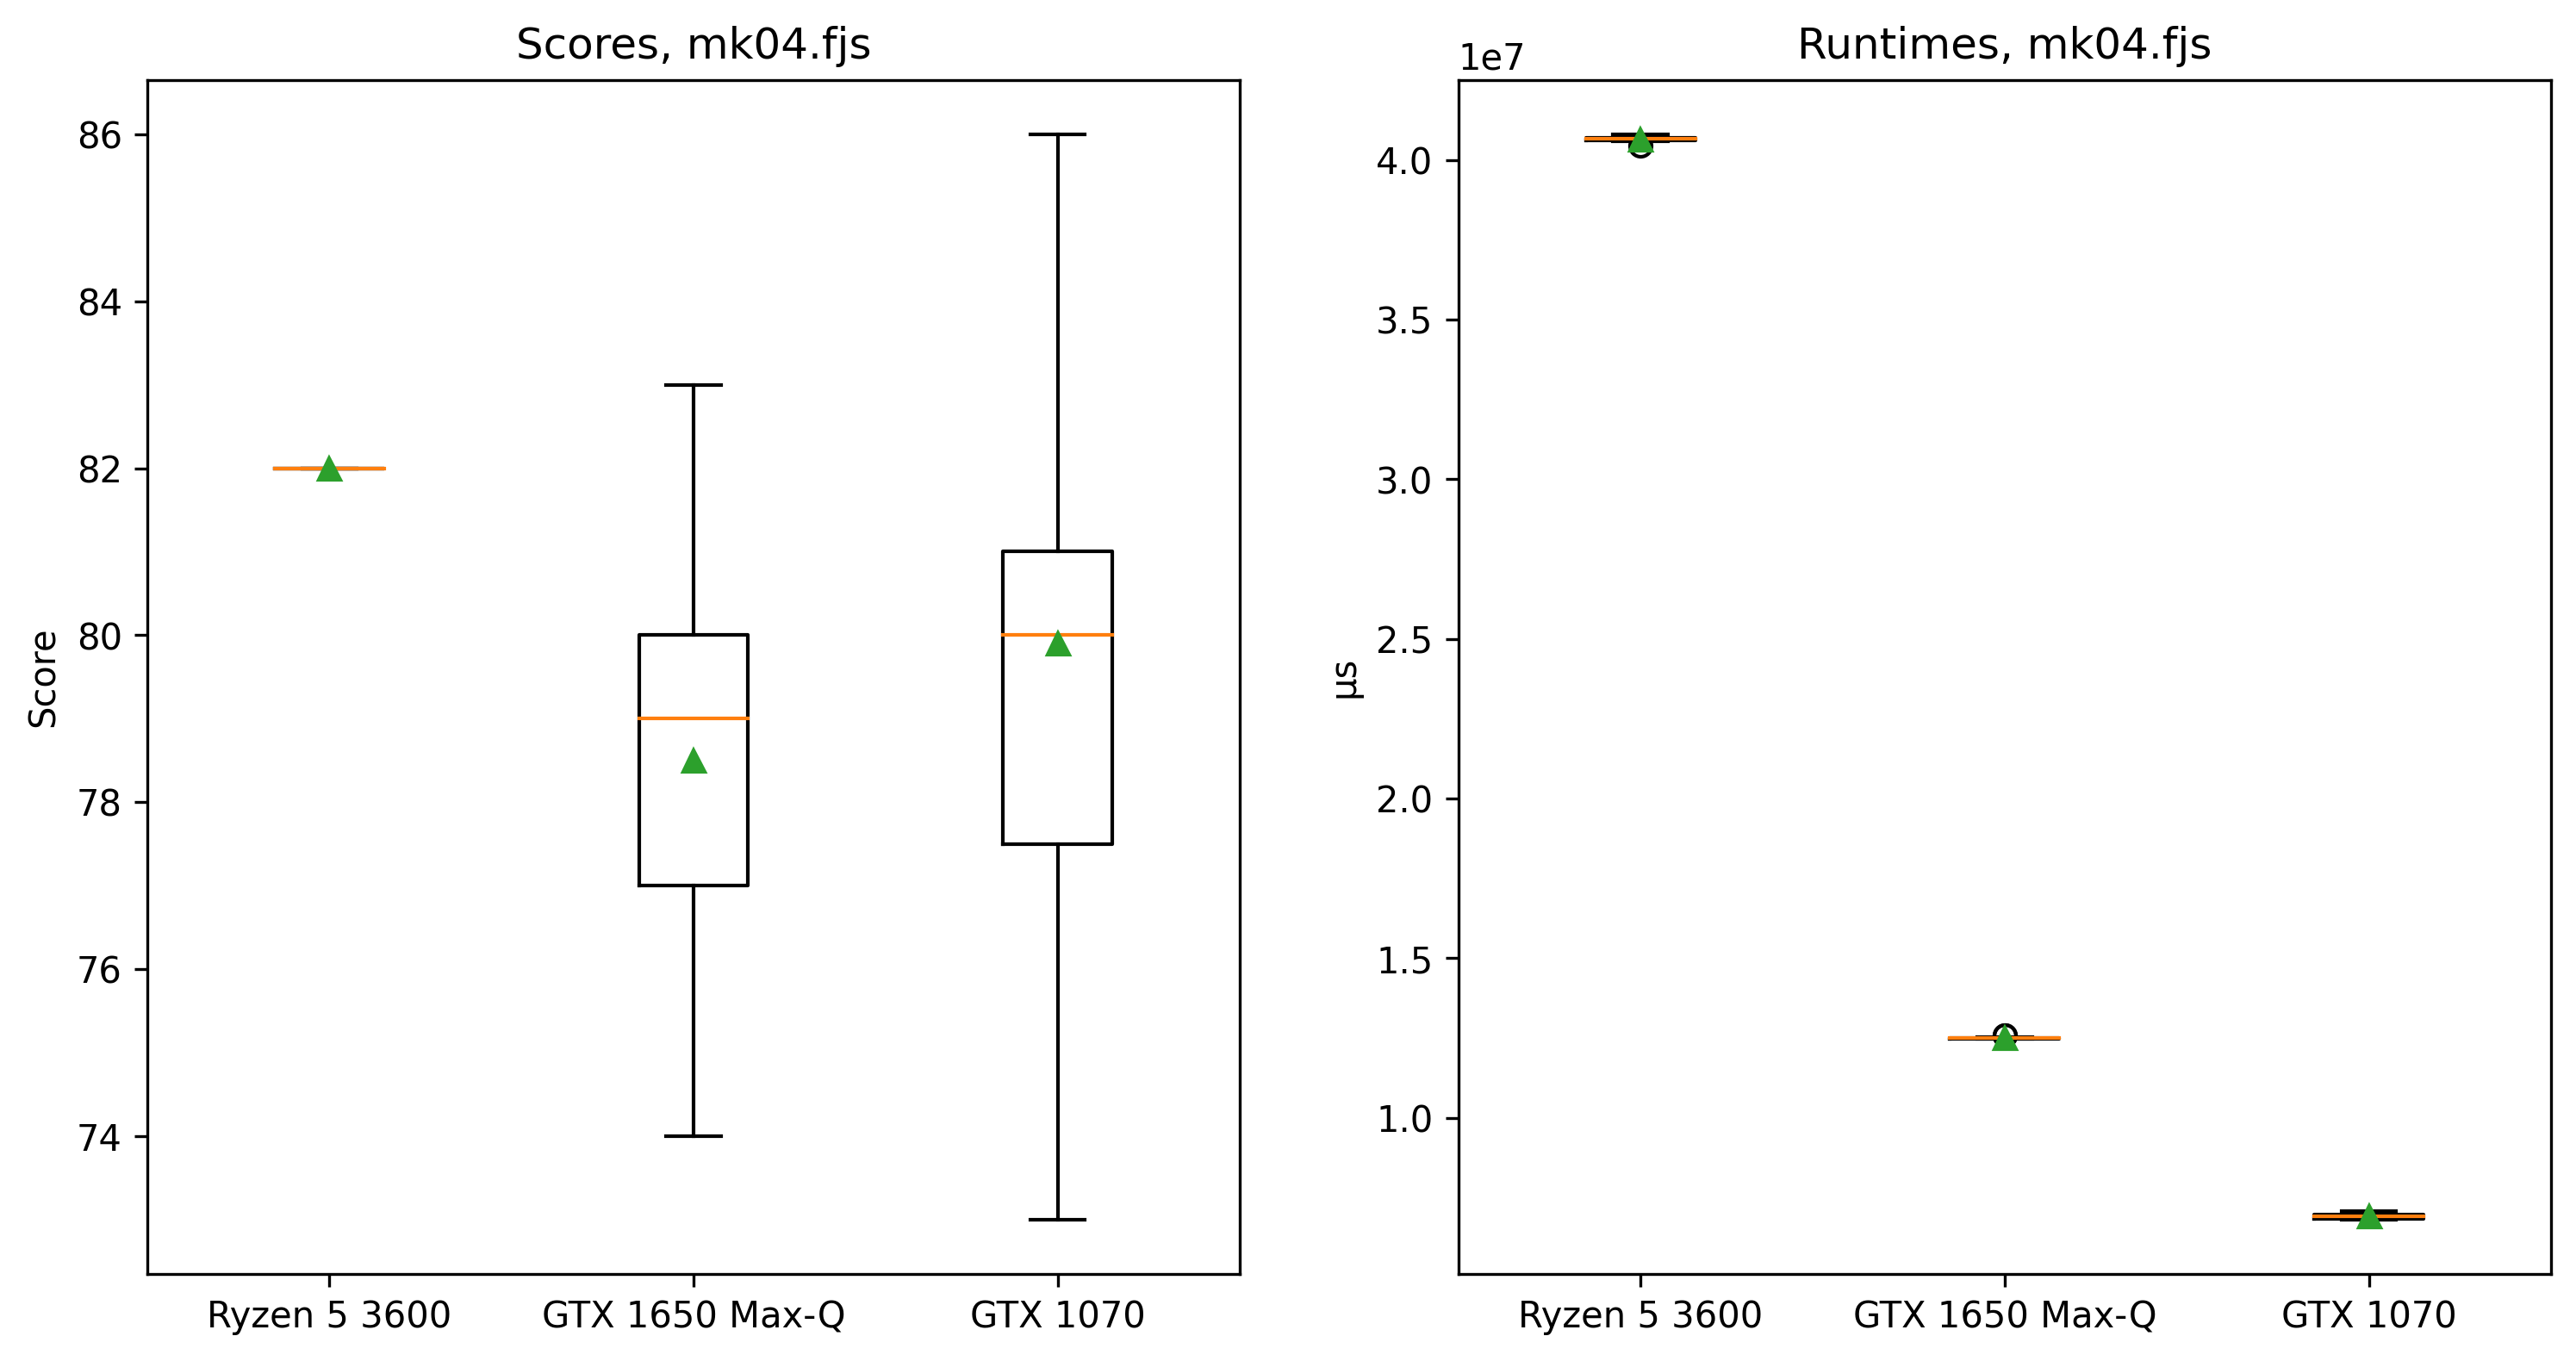 Scores, mk04.fjs
86
84
82
80
78
76
74
Score
Ryzen 5 3600
GTX 1650 Max-Q
GTX 1070
Runtimes, mk04.fjs
1e7
4.0
3.5
3.0
2.5
2.0
1.5
1.0
µs
Ryzen 5 3600
GTX 1650 Max-Q
GTX 1070